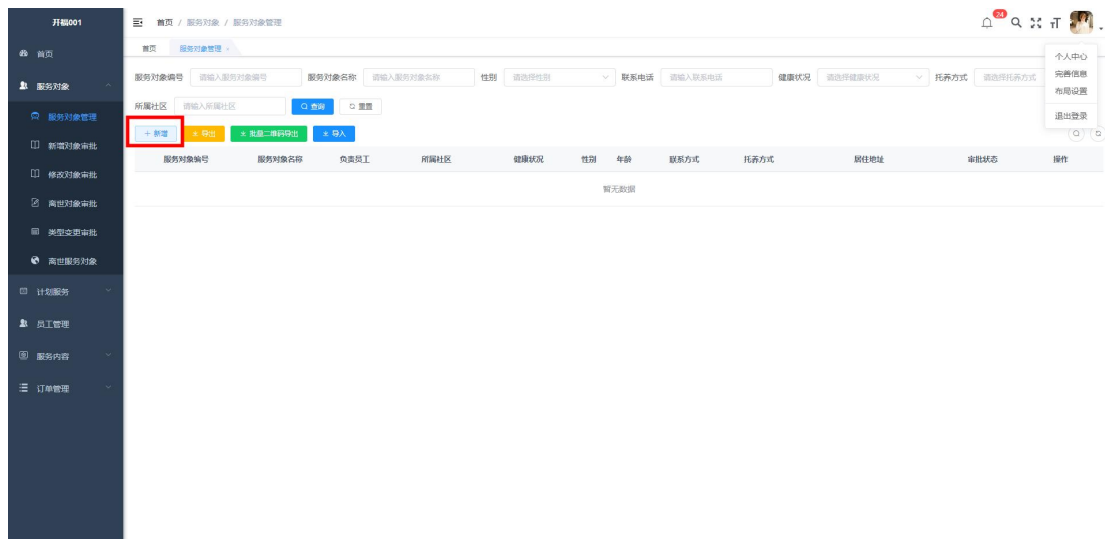 开福001
首页 / 服务对象 / 服务对象管理
24
首页
服务对象管理 ×
首页
服务对象
服务对象管理
新增对象审批
修改对象审批
离世对象审批
类型变更审批
离世服务对象
计划服务
员工管理
服务内容
订单管理
个人中心
完善信息
布局设置
退出登录
服务对象编号 请输入服务对象编号 服务对象名称 请输入服务对象名称 性别 请选择性别 联系电话 请输入联系电话 健康状况 请选择健康状况 托养方式 请选择托养方式
所属社区 请输入所属社区 查询 重置
+ 新增 导出 批量二维码导出 导入
服务对象编号 服务对象名称 负责员工 所属社区 健康状况 性别 年龄 联系方式 托养方式 居住地址 审批状态 操作
暂无数据